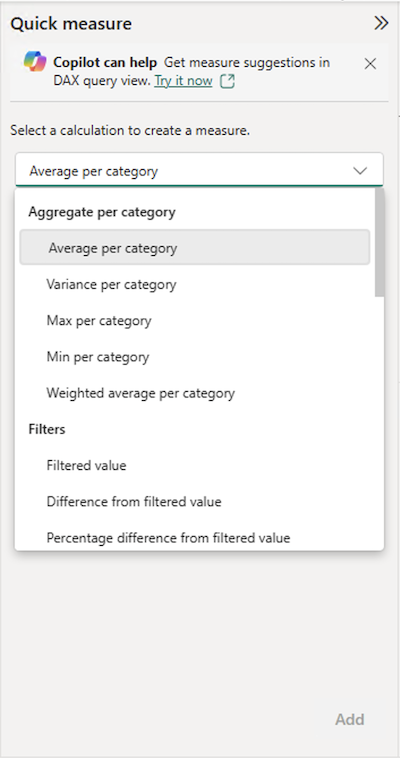 Quick measure
Copilot can help Get measure suggestions in
DAX query view. Try it now
Select a calculation to create a measure.
Average per category
Aggregate per category
Average per category
Variance per category
Max per category
Min per category
Weighted average per category
Filters
Filtered value
Difference from filtered value
Percentage difference from filtered value
Add